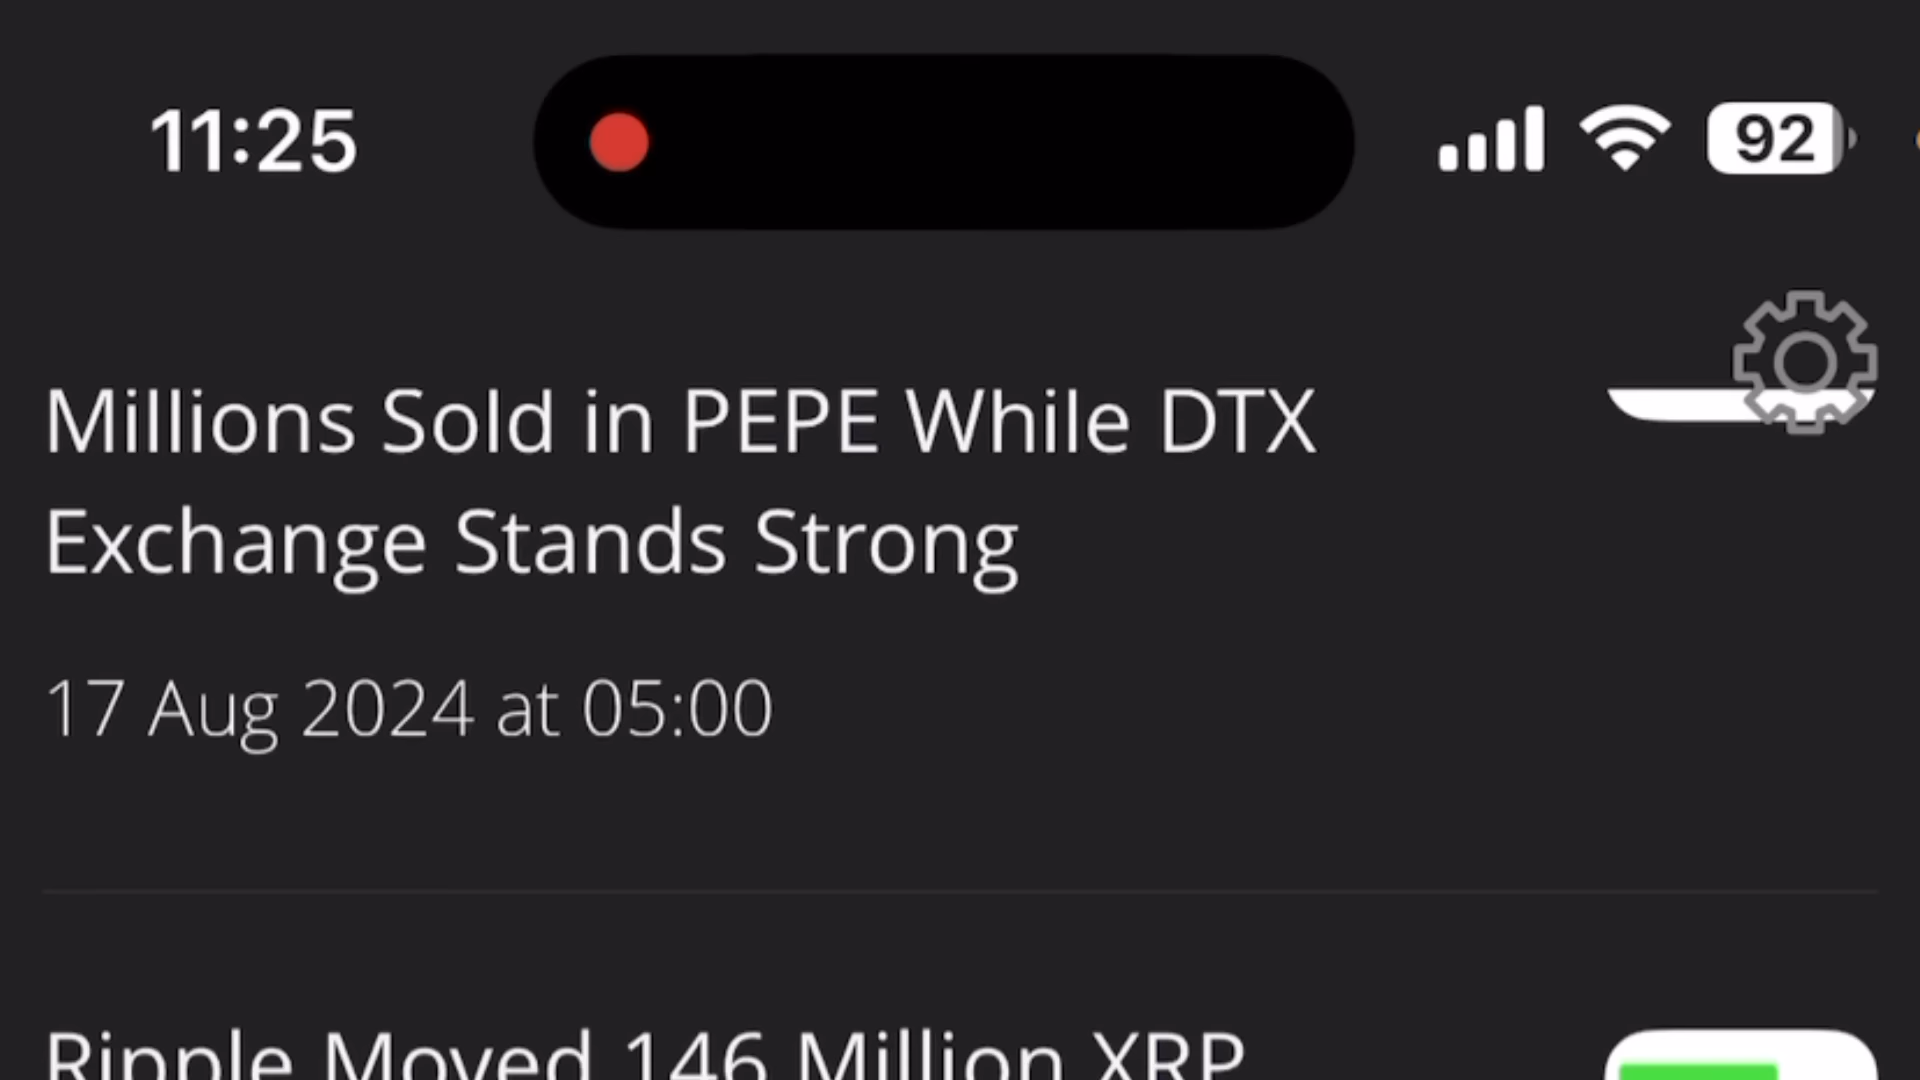 11:25
92
Millions Sold in PEPE While DTX
Exchange Stands Strong
17 Aug 2024 at 05:00
Ripple Moved 146 Million XRP